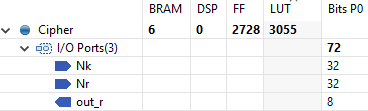 BRAM DSP FF LUT Bits P0
Cipher 6 0 2728 3055
I/O Ports(3) 72
Nk 32
Nr 32
out_r 8